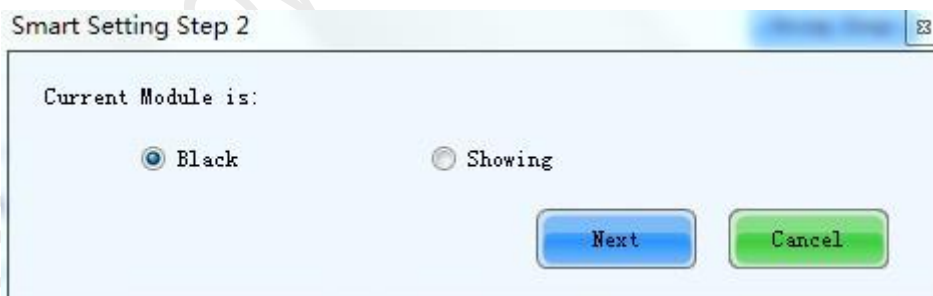 Smart Setting Step 2
Current Module is:
Black Showing
Next Cancel